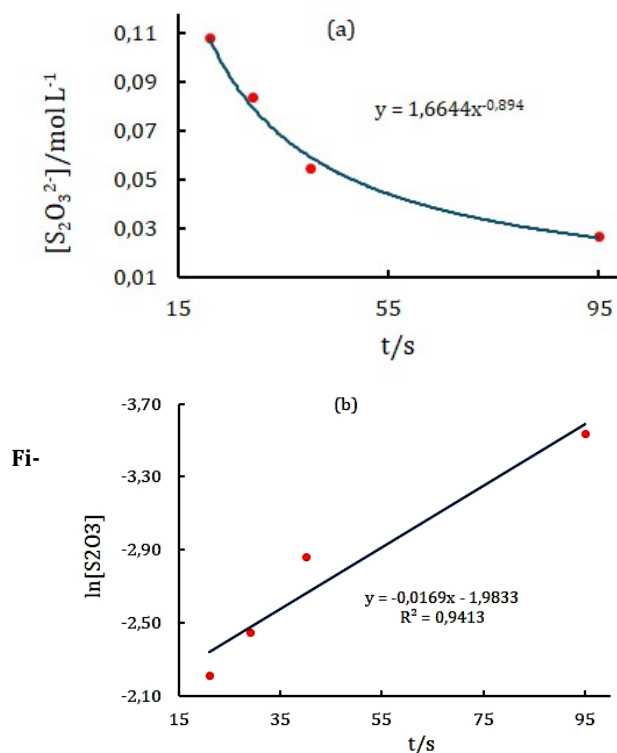 (a)
0,11
0,09
0,07
0,05
0,03
0,01
[S₂O₃²⁻]/mol L⁻¹
y = 1,6644x⁻⁰·⁸⁹⁴
15 55 95
t/s
(b)
Fi-
-3,70
-3,30
-2,90
-2,50
-2,10
ln[S2O3]
y = -0,0169x - 1,9833
R² = 0,9413
15 35 55 75 95
t/s